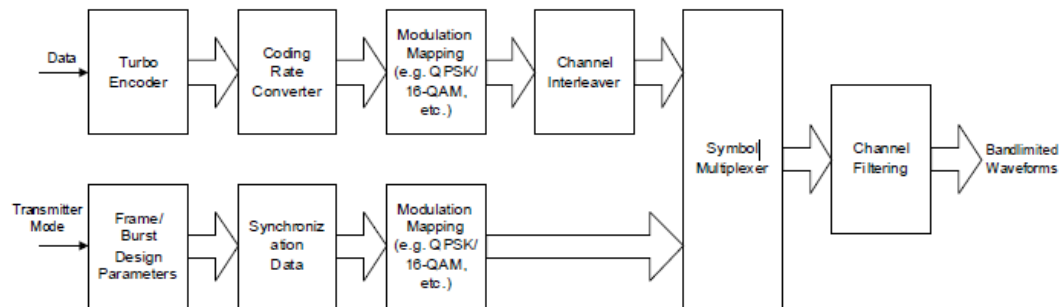 Data
Turbo
Encoder
Coding
Rate
Converter
Modulation
Mapping
(e.g. QPSK/
16-QAM,
etc.)
Channel
Interleaver
Symbol
Multiplexer
Channel
Filtering
Bandlimited
Waveforms
Transmitter
Mode
Frame/
Burst
Design
Parameters
Synchroniz
ation
Data
Modulation
Mapping
(e.g. QPSK/
16-QAM,
etc.)